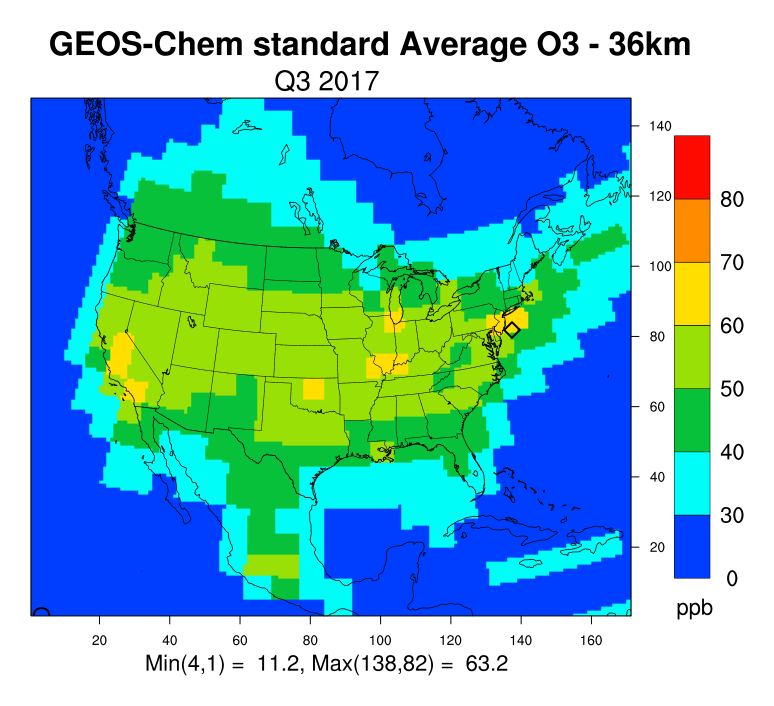 GEOS-Chem standard Average O3 - 36km
Q3 2017
140
120
100
80
60
40
20
80
70
60
50
40
30
0
ppb
20 40 60 80 100 120 140 160
Min(4,1) = 11.2, Max(138,82) = 63.2